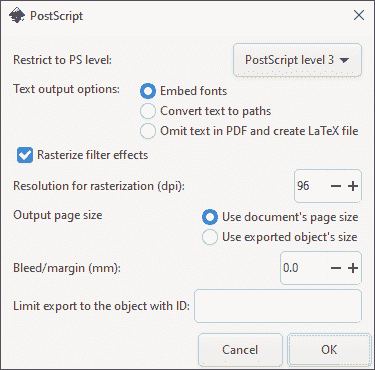 PostScript
Restrict to PS level: PostScript level 3
Text output options: Embed fonts
Convert text to paths
Omit text in PDF and create LaTeX file
Rasterize filter effects
Resolution for rasterization (dpi): 96
Output page size Use document's page size
Use exported object's size
Bleed/margin (mm): 0.0
Limit export to the object with ID:
Cancel OK